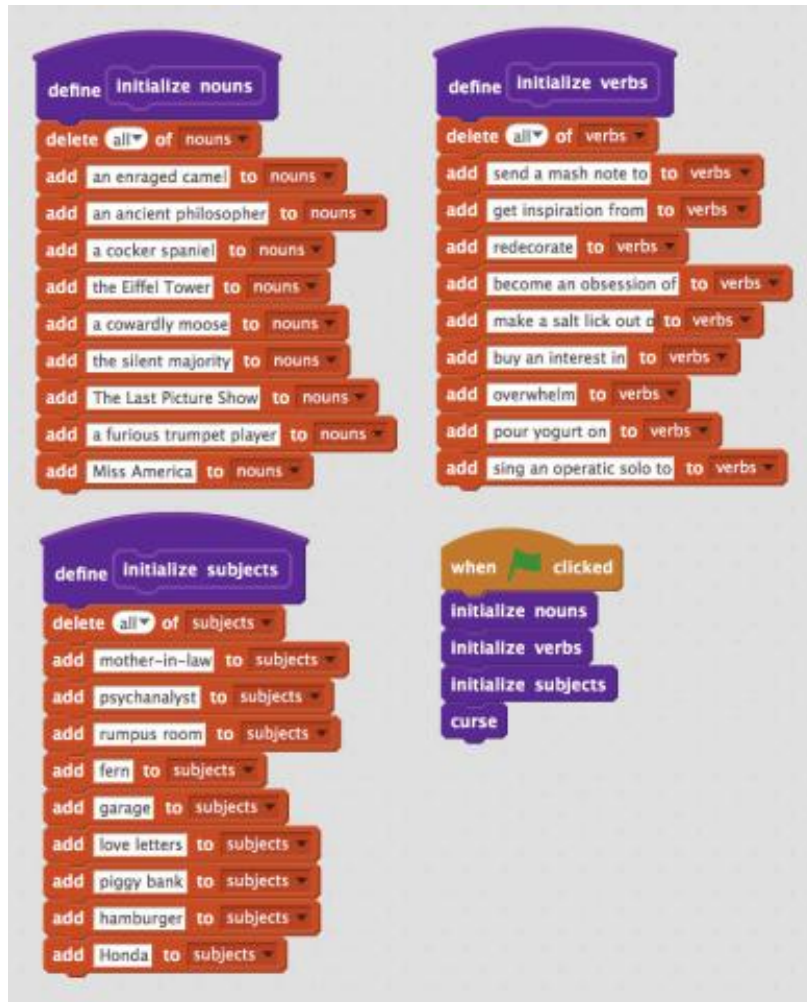 define initialize nouns
delete all of nouns
add an enraged camel to nouns
add an ancient philosopher to nouns
add a cocker spaniel to nouns
add the Eiffel Tower to nouns
add a cowardly moose to nouns
add the silent majority to nouns
add The Last Picture Show to nouns
add a furious trumpet player to nouns
add Miss America to nouns
define initialize verbs
delete all of verbs
add send a mash note to to verbs
add get inspiration from to verbs
add redecorate to verbs
add become an obsession of to verbs
add make a salt lick out o to verbs
add buy an interest in to verbs
add overwhelm to verbs
add pour yogurt on to verbs
add sing an operatic solo to to verbs
define initialize subjects
delete all of subjects
add mother-in-law to subjects
add psychanalyst to subjects
add rumpus room to subjects
add fern to subjects
add garage to subjects
add love letters to subjects
add piggy bank to subjects
add hamburger to subjects
add Honda to subjects
when clicked
initialize nouns
initialize verbs
initialize subjects
curse